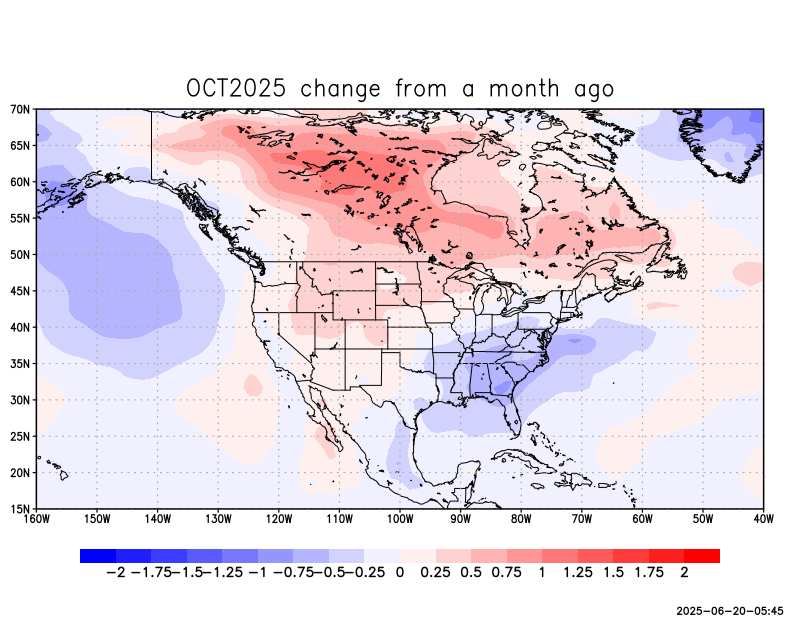 OCT2025 change from a month ago
70N
65N
60N
55N
50N
45N
40N
35N
30N
25N
20N
15N
160W 150W 140W 130W 120W 110W 100W 90W 80W 70W 60W 50W 40W
−2 −1.75 −1.5 −1.25 −1 −0.75 −0.5 −0.25 0 0.25 0.5 0.75 1 1.25 1.5 1.75 2
2025−06−20−05:45